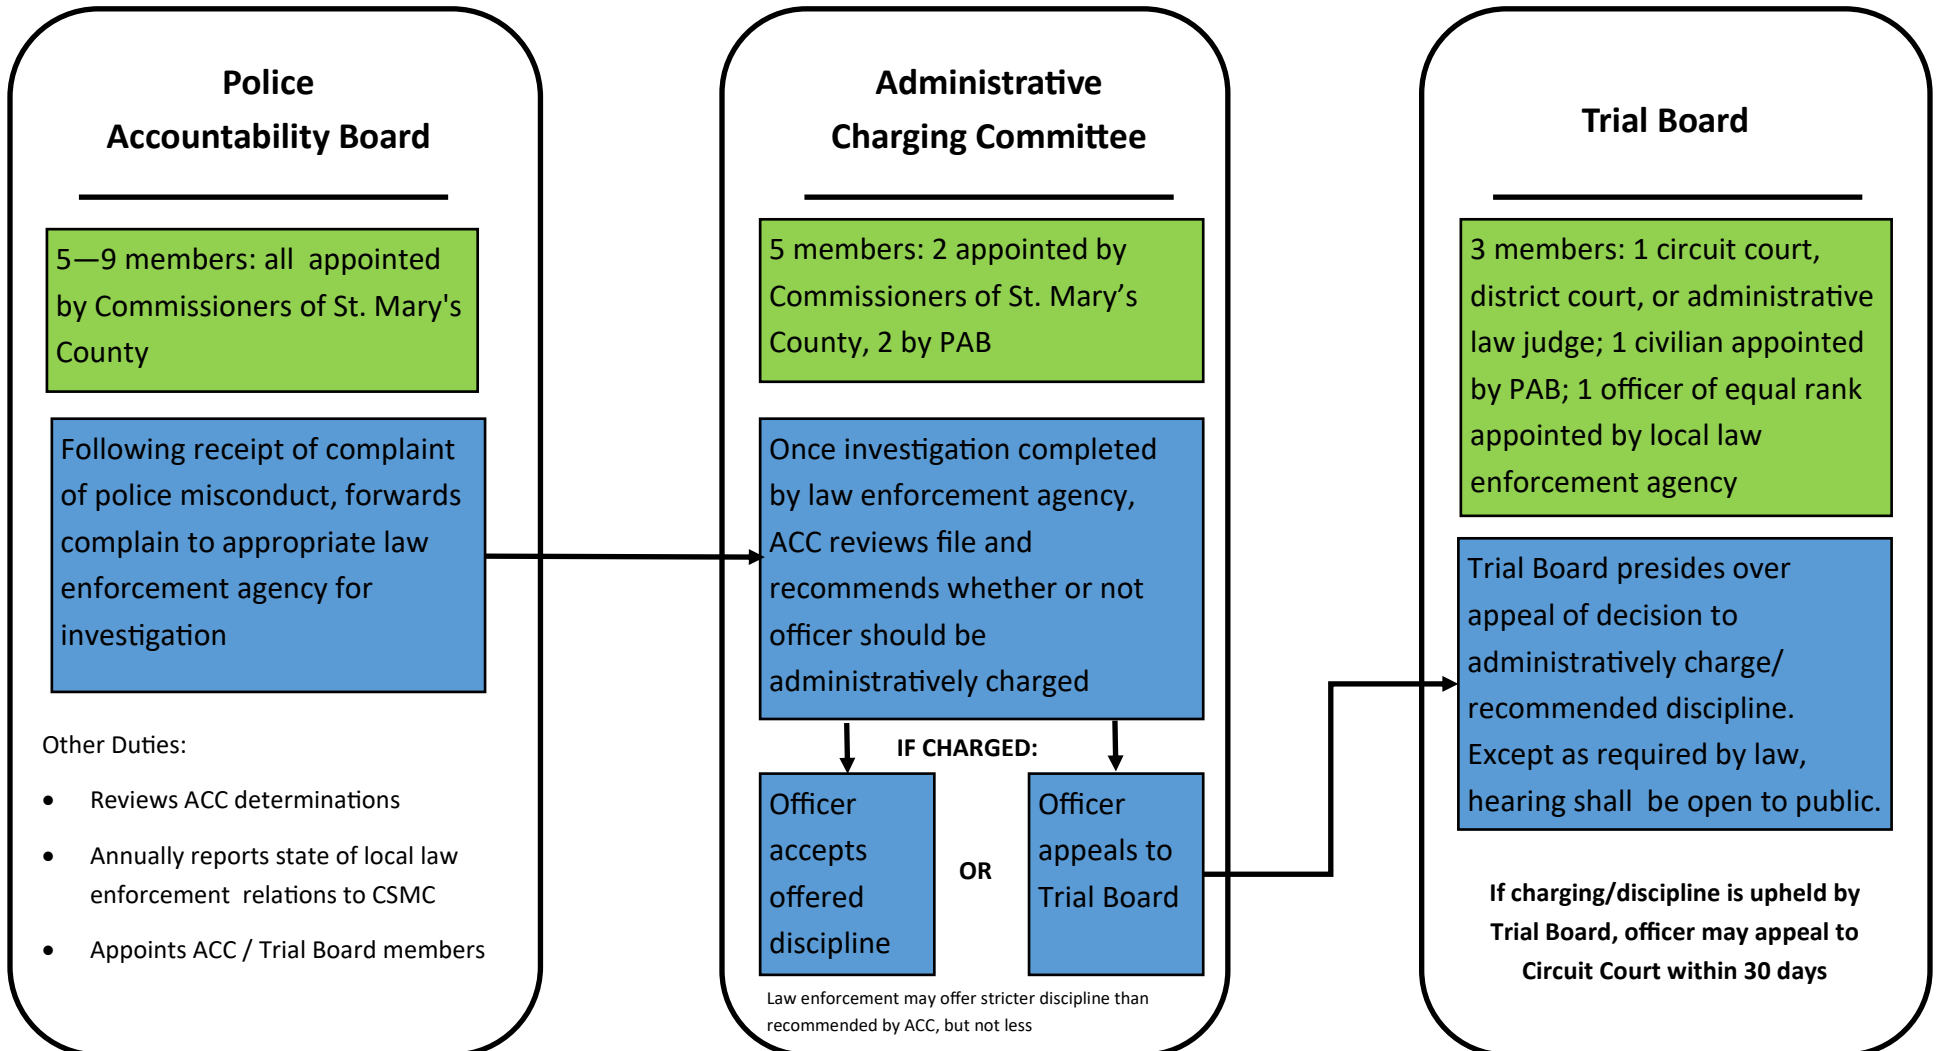 Police
Accountability Board
5—9 members: all appointed
by Commissioners of St. Mary's
County
Following receipt of complaint
of police misconduct, forwards
complain to appropriate law
enforcement agency for
investigation
Other Duties:
• Reviews ACC determinations
• Annually reports state of local law
enforcement relations to CSMC
• Appoints ACC / Trial Board members
Administrative
Charging Committee
5 members: 2 appointed by
Commissioners of St. Mary’s
County, 2 by PAB
Once investigation completed
by law enforcement agency,
ACC reviews file and
recommends whether or not
officer should be
administratively charged
IF CHARGED:
Officer
accepts
offered
discipline
OR
Officer
appeals to
Trial Board
Law enforcement may offer stricter discipline than
recommended by ACC, but not less
Trial Board
3 members: 1 circuit court,
district court, or administrative
law judge; 1 civilian appointed
by PAB; 1 officer of equal rank
appointed by local law
enforcement agency
Trial Board presides over
appeal of decision to
administratively charge/
recommended discipline.
Except as required by law,
hearing shall be open to public.
If charging/discipline is upheld by
Trial Board, officer may appeal to
Circuit Court within 30 days